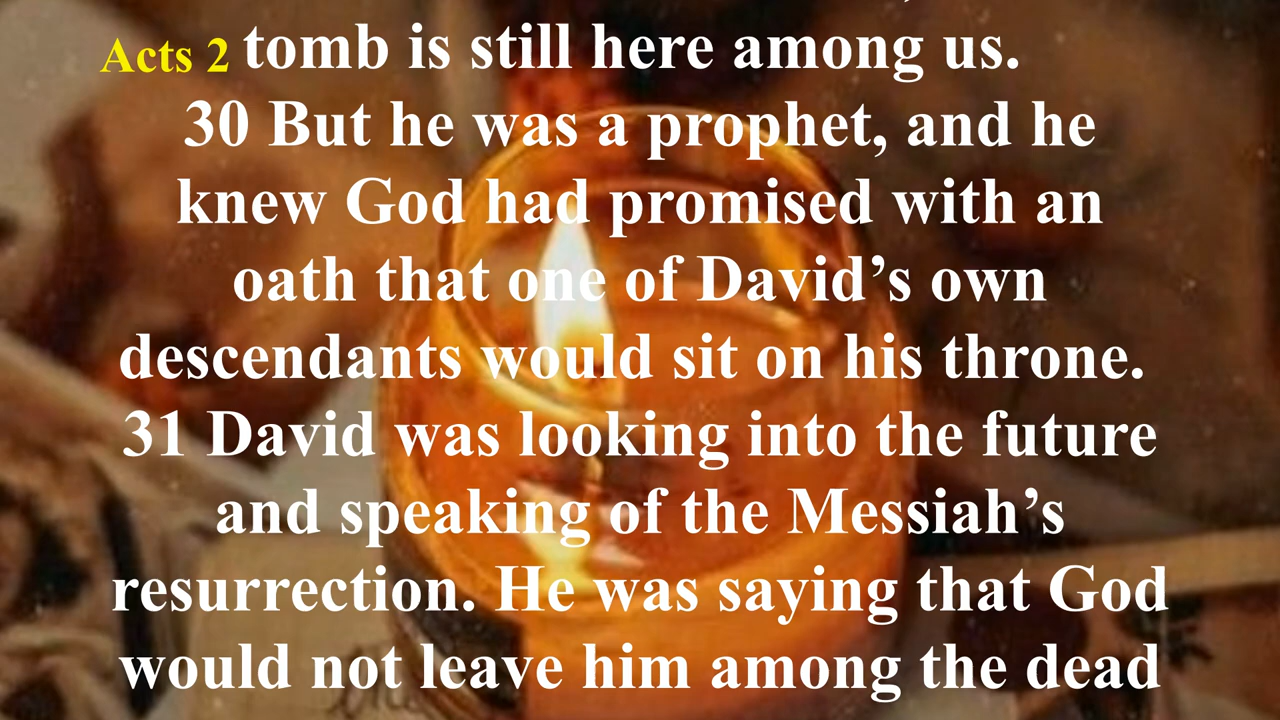 Acts 2 tomb is still here among us.
30 But he was a prophet, and he
knew God had promised with an
oath that one of David’s own
descendants would sit on his throne.
31 David was looking into the future
and speaking of the Messiah’s
resurrection. He was saying that God
would not leave him among the dead